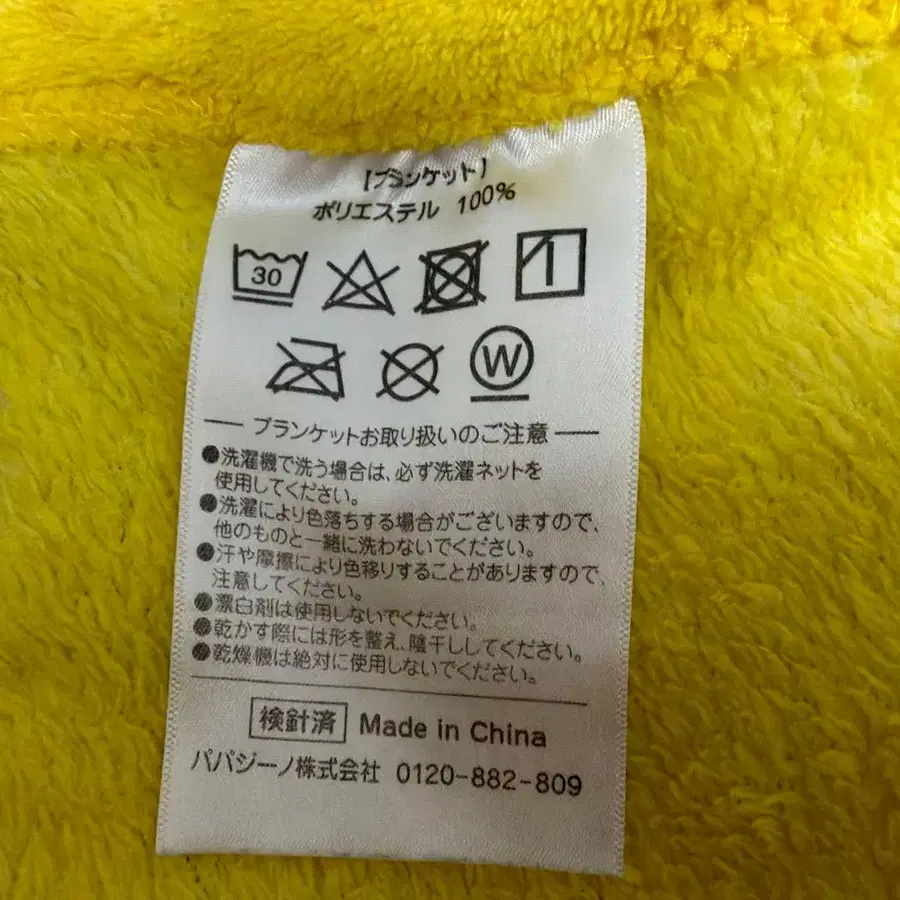 【ブランケット】
ポリエステル 100%
30
W
ブランケットお取り扱いのご注意
●洗濯機で洗う場合は、必ず洗濯ネットを
使用してください。
●洗濯により色落ちする場合がございますので、
他のものと一緒に洗わないでください。
●汗や摩擦により色移りすることがありますので、
注意してください。
●漂白剤は使用しないでください。
●乾かす際には形を整え、陰干ししてください。
●乾燥機は絶対に使用しないでください。
検針済 Made in China
パパジーノ株式会社 0120-882-809